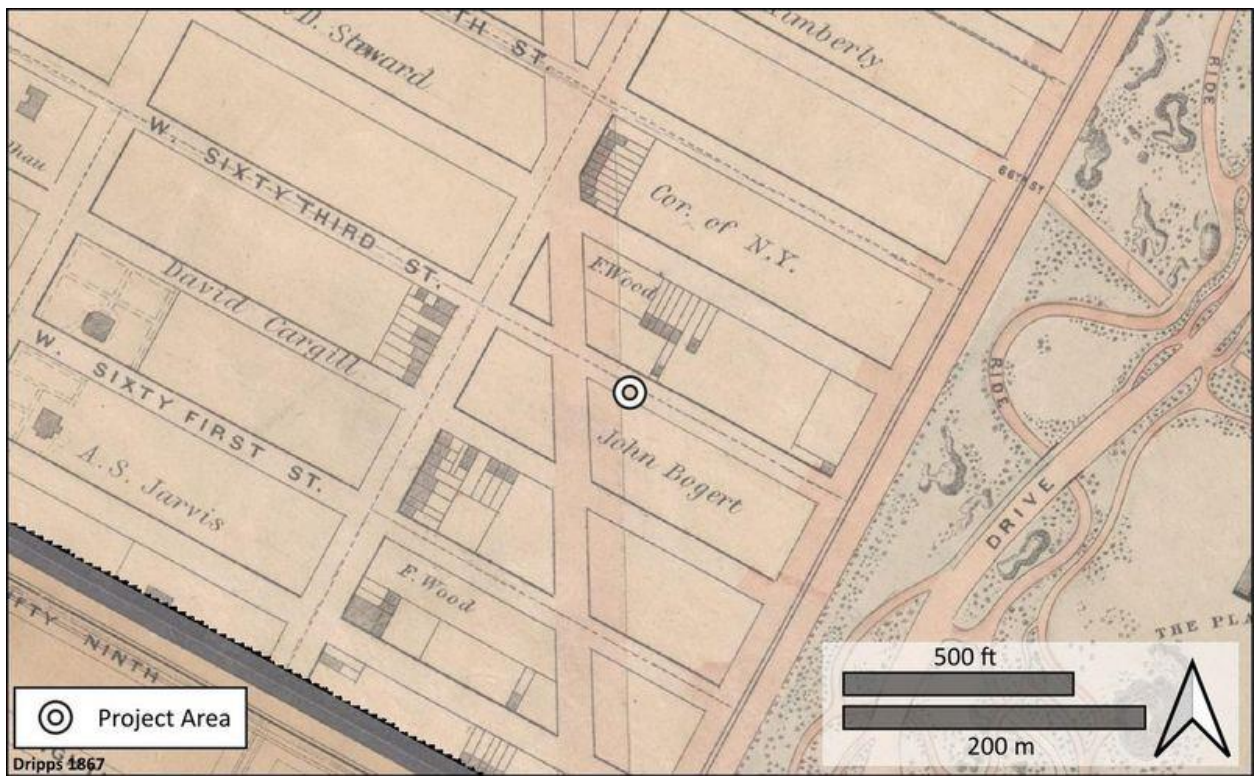 D. Steward
TH ST.
Kimberly
RIDE
W. SIXTY THIRD ST.
66TH ST
Cor. of N.Y.
F. Wood
David Cargill
RIDE
W. SIXTY FIRST ST.
John Bogert
A. S. Jarvis
DRIVE
F. Wood
THE PLA
500 ft
200 m
FTY NINTH
Project Area
Dripps 1867